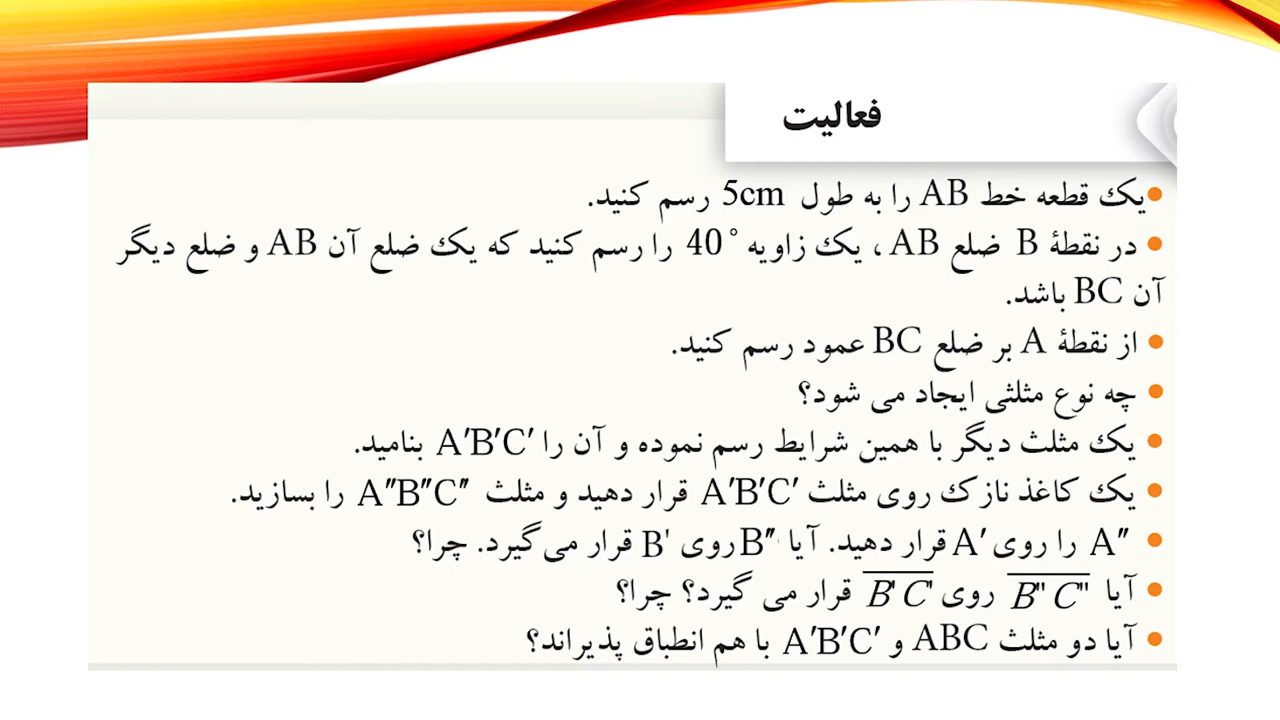 فعالیت
•یک قطعه خط AB را به طول 5cm رسم کنید.
• در نقطهٔ B ضلع AB ، یک زاویه 40° را رسم کنید که یک ضلع آن AB و ضلع دیگر
آن BC باشد.
• از نقطهٔ A بر ضلع BC عمود رسم کنید.
• چه نوع مثلثی ایجاد می شود؟
• یک مثلث دیگر با همین شرایط رسم نموده و آن را A′B′C′ بنامید.
• یک کاغذ نازک روی مثلث A′B′C′ قرار دهید و مثلث A″B″C″ را بسازید.
• A″ را روی A′ قرار دهید. آیا B″ روی B' قرار می‌گیرد. چرا؟
• آیا \overline{B"C"} روی \overline{B'C'} قرار می گیرد؟ چرا؟
• آیا دو مثلث ABC و A′B′C′ با هم انطباق پذیراند؟